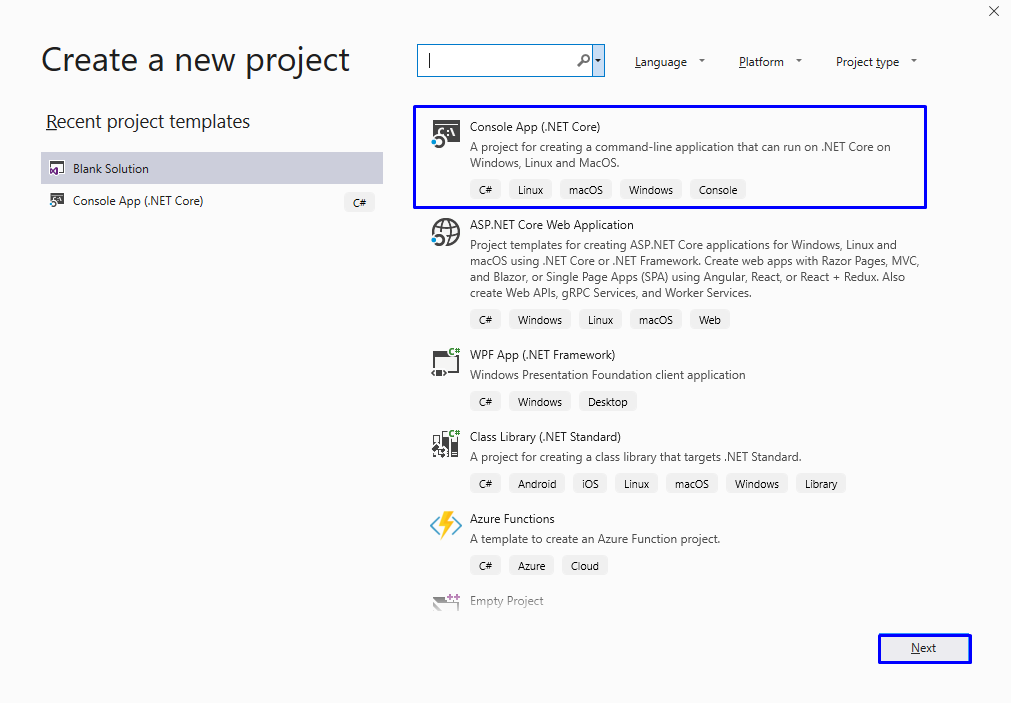 Create a new project
Language
Platform
Project type
Recent project templates
Blank Solution
Console App (.NET Core)
C#
Console App (.NET Core)
A project for creating a command-line application that can run on .NET Core on
Windows, Linux and MacOS.
C# Linux macOS Windows Console
ASP.NET Core Web Application
Project templates for creating ASP.NET Core applications for Windows, Linux and
macOS using .NET Core or .NET Framework. Create web apps with Razor Pages, MVC,
and Blazor, or Single Page Apps (SPA) using Angular, React, or React + Redux. Also
create Web APIs, gRPC Services, and Worker Services.
C# Windows Linux macOS Web
WPF App (.NET Framework)
Windows Presentation Foundation client application
C# Windows Desktop
Class Library (.NET Standard)
A project for creating a class library that targets .NET Standard.
C# Android iOS Linux macOS Windows Library
Azure Functions
A template to create an Azure Function project.
C# Azure Cloud
Empty Project
Next